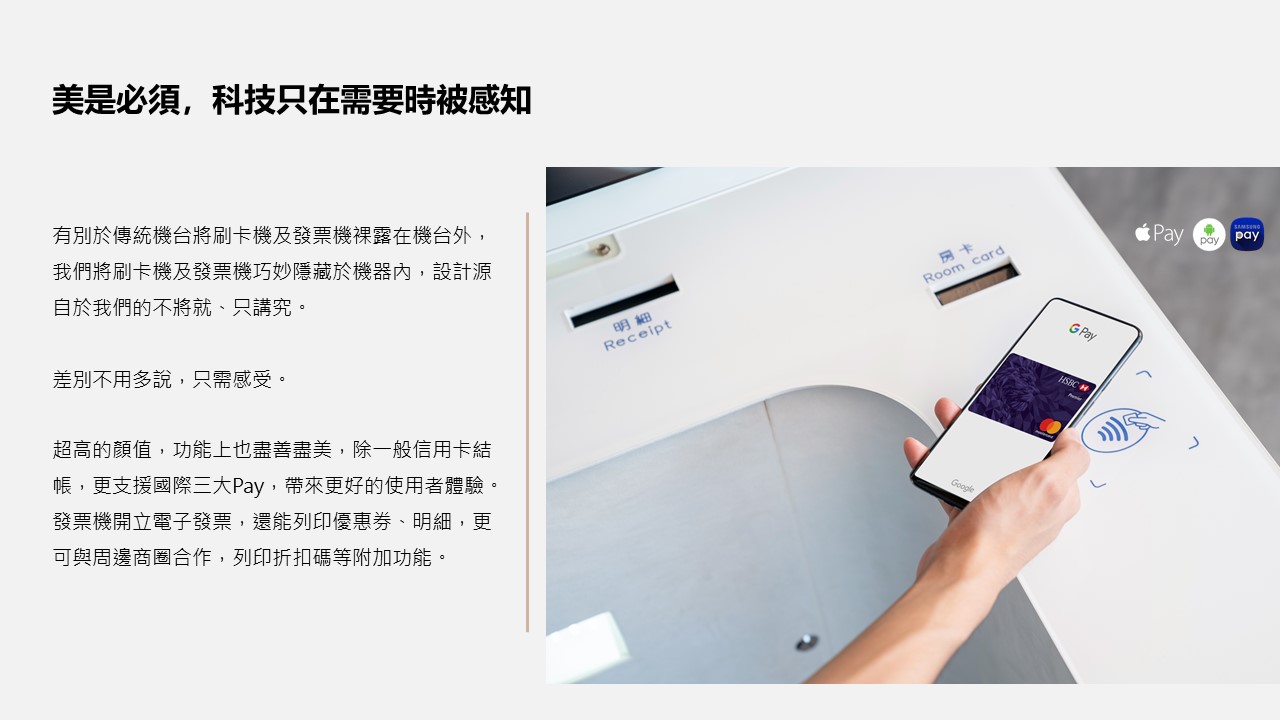 美是必須，科技只在需要時被感知
有別於傳統機台將刷卡機及發票機裸露在機台外，
我們將刷卡機及發票機巧妙隱藏於機器內，設計源
自於我們的不將就、只講究。
差別不用多說，只需感受。
超高的顏值，功能上也盡善盡美，除一般信用卡結
帳，更支援國際三大Pay，帶來更好的使用者體驗。
發票機開立電子發票，還能列印優惠券、明細，更
可與周邊商圈合作，列印折扣碼等附加功能。
Pay
pay
SAMSUNG
pay
房卡
Room card
明細
Receipt
G Pay
HSBC
Premier
Google